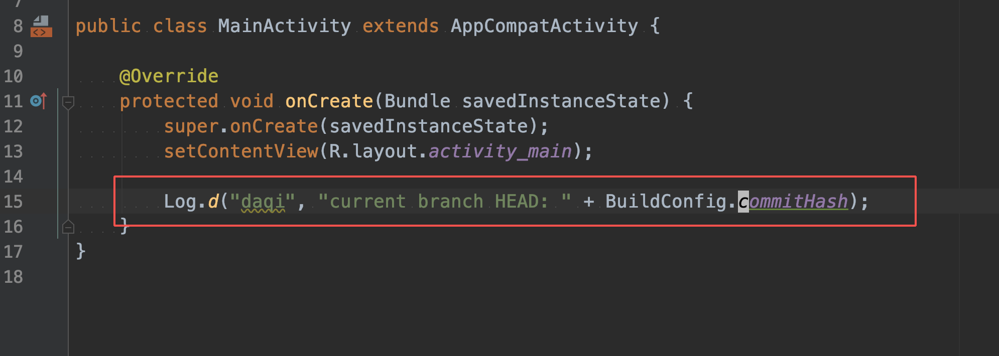 7
8 public class MainActivity extends AppCompatActivity {
9
10 @Override
11 protected void onCreate(Bundle savedInstanceState) {
12 super.onCreate(savedInstanceState);
13 setContentView(R.layout.activity_main);
14
15 Log.d("daqi", "current branch HEAD: " + BuildConfig.commitHash);
16 }
17 }
18